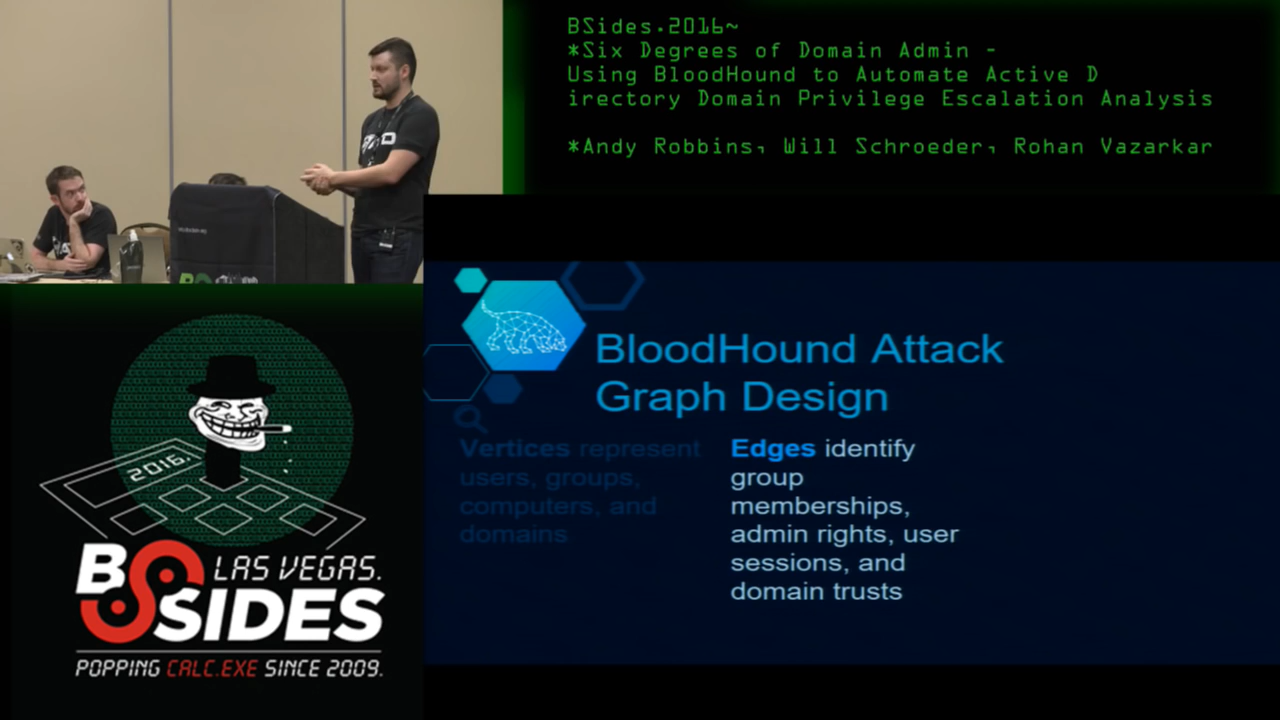 BSides.2016~
*Six Degrees of Domain Admin -
Using BloodHound to Automate Active D
irectory Domain Privilege Escalation Analysis
*Andy Robbins, Will Schroeder, Rohan Vazarkar
BloodHound Attack
Graph Design
Vertices represent
users, groups,
computers, and
domains
Edges identify
group
memberships,
admin rights, user
sessions, and
domain trusts
2016.
BSIDES
LAS VEGAS.
POPPING CALC.EXE SINCE 2009.